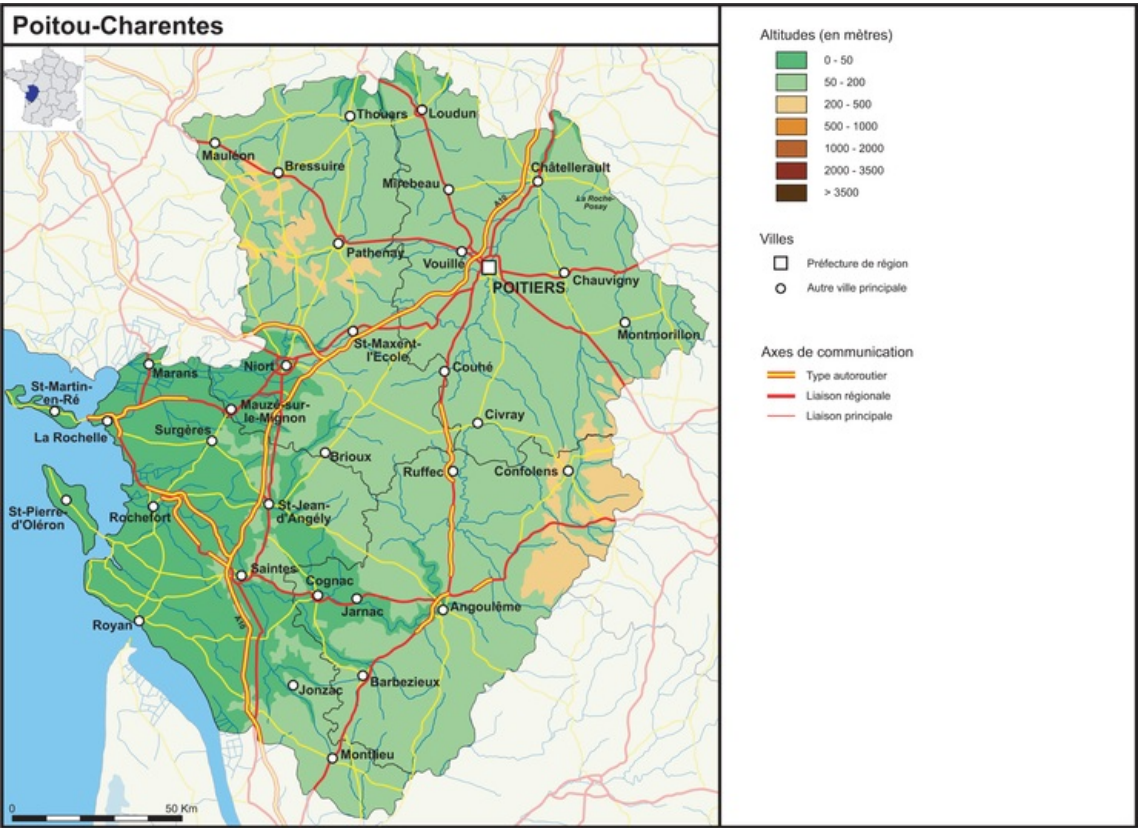 Poitou-Charentes
Thouars
Loudun
Mauléon
Bressuire
Mirebeau
Châtellerault
A10
La Roche-
Posay
Pathenay
Vouillé
POITIERS
Chauvigny
Montmorillon
St-Maxent-
l'Ecole
Niort
Couhé
Marans
St-Martin-
en-Ré
Mauzé-sur-
le-Mignon
La Rochelle
Surgères
Civray
Brioux
Ruffec
Confolens
St-Pierre-
d'Oléron
Rochefort
St-Jean-
d'Angély
Saintes
Cognac
Jarnac
Angoulême
Royan
A10
Jonzac
Barbezieux
Montlieu
0
50 Km
Altitudes (en mètres)
0 - 50
50 - 200
200 - 500
500 - 1000
1000 - 2000
2000 - 3500
> 3500
Villes
Préfecture de région
Autre ville principale
Axes de communication
Type autoroutier
Liaison régionale
Liaison principale